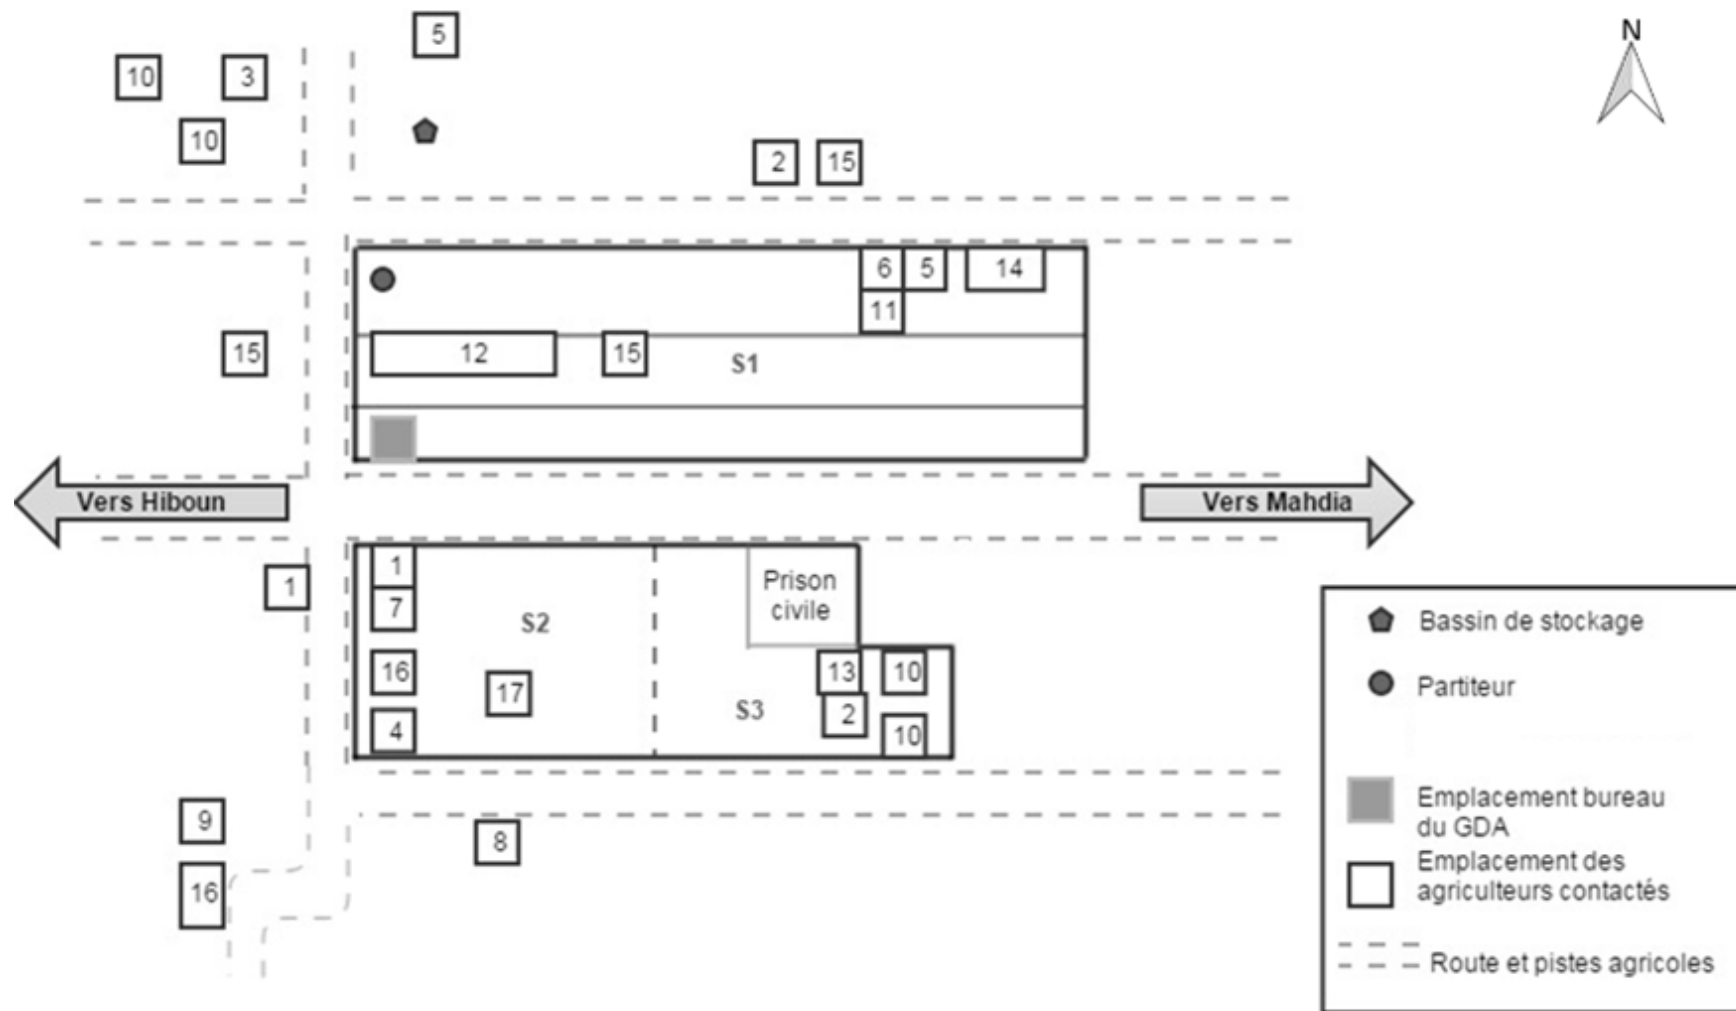 N
5
10
3
10
2
15
6
5
14
11
15
12
15
S1
Vers Hiboun
Vers Mahdia
1
1
7
S2
Prison
civile
16
17
13
10
S3
2
4
10
9
8
16
Bassin de stockage
Partiteur
Emplacement bureau
du GDA
Emplacement des
agriculteurs contactés
Route et pistes agricoles